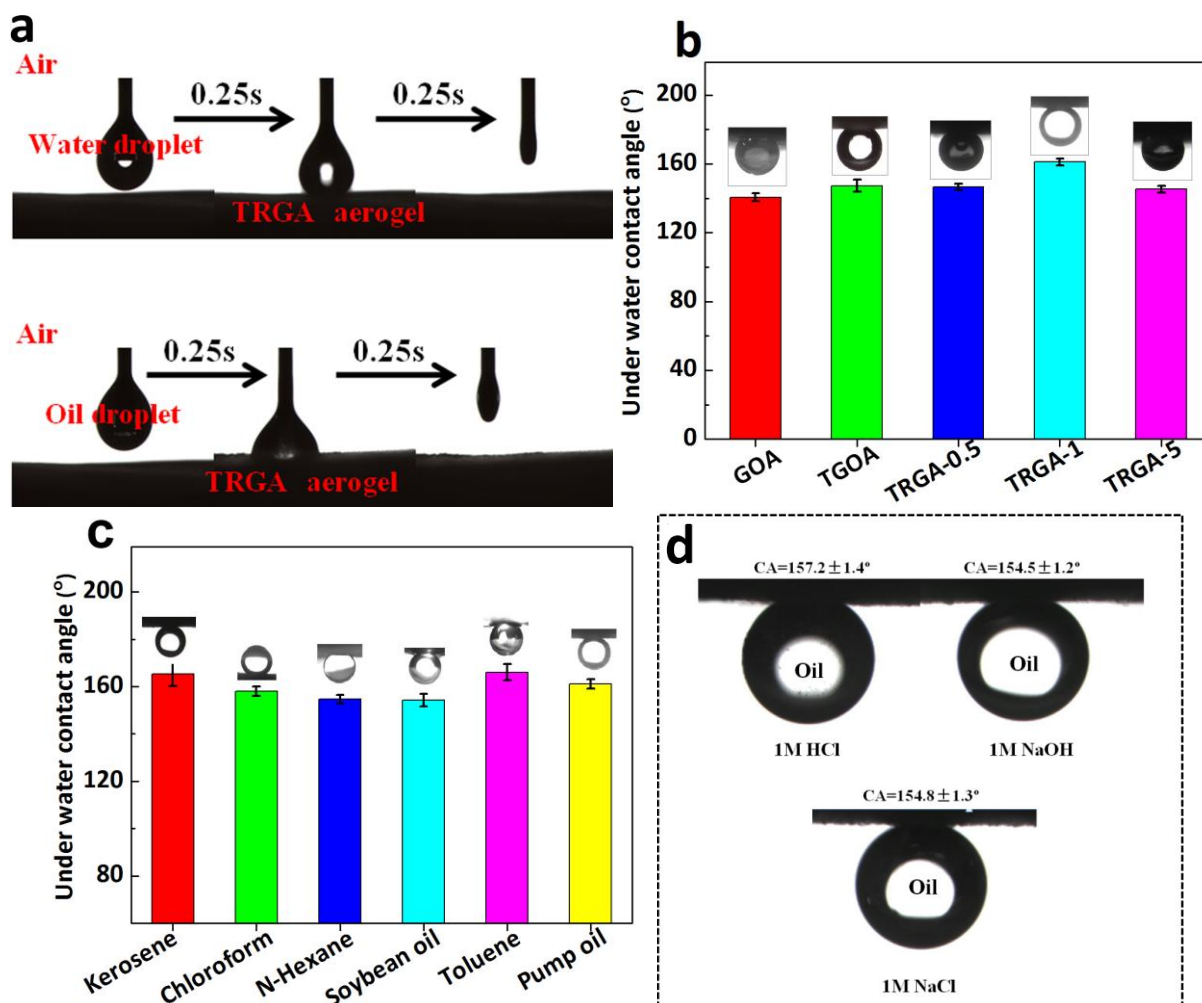 a
Air
0.25s
0.25s
Water droplet
TRGA aerogel
Air
0.25s
0.25s
Oil droplet
TRGA aerogel
b
Under water contact angle (°)
200
160
120
80
40
0
GOA
TGOA
TRGA-0.5
TRGA-1
TRGA-5
c
Under water contact angle (°)
200
160
120
80
Kerosene
Chloroform
N-Hexane
Soybean oil
Toluene
Pump oil
d
CA=157.2±1.4°
CA=154.5±1.2°
Oil
Oil
1M HCl
1M NaOH
CA=154.8±1.3°
Oil
1M NaCl